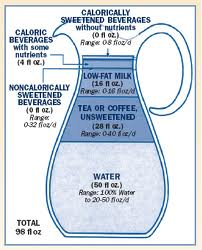 CALORICALLY
SWEETENED BEVERAGES
without nutrients
(0 fl oz.)
Range: 0-8 floz/d
CALORIC
BEVERAGES
with some
nutrients
(4 fl oz.)
NONCALORICALLY
SWEETENED
BEVERAGES
(0 fl oz.)
Range:
0-32 floz/d
LOW-FAT MILK
(16 fl oz.)
Range: 0-16 floz/d
TEA OR COFFEE,
UNSWEETENED
(28 fl oz.)
Range: 0-40 floz/d
WATER
(50 fl oz.)
Range: 100% Water
to 20-50 floz/d
TOTAL
98 floz